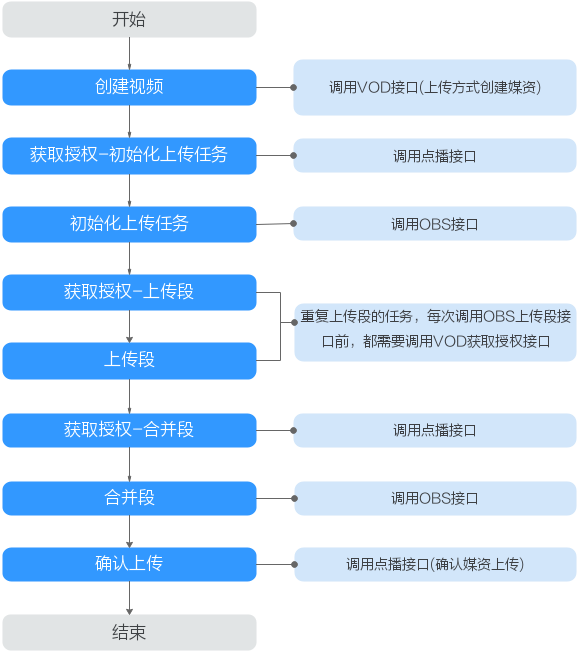 开始
创建视频
调用VOD接口(上传方式创建媒资)
获取授权-初始化上传任务
调用点播接口
初始化上传任务
调用OBS接口
获取授权-上传段
重复上传段的任务，每次调用OBS上传段接
口前，都需要调用VOD获取授权接口
上传段
获取授权-合并段
调用点播接口
合并段
调用OBS接口
确认上传
调用点播接口(确认媒资上传)
结束